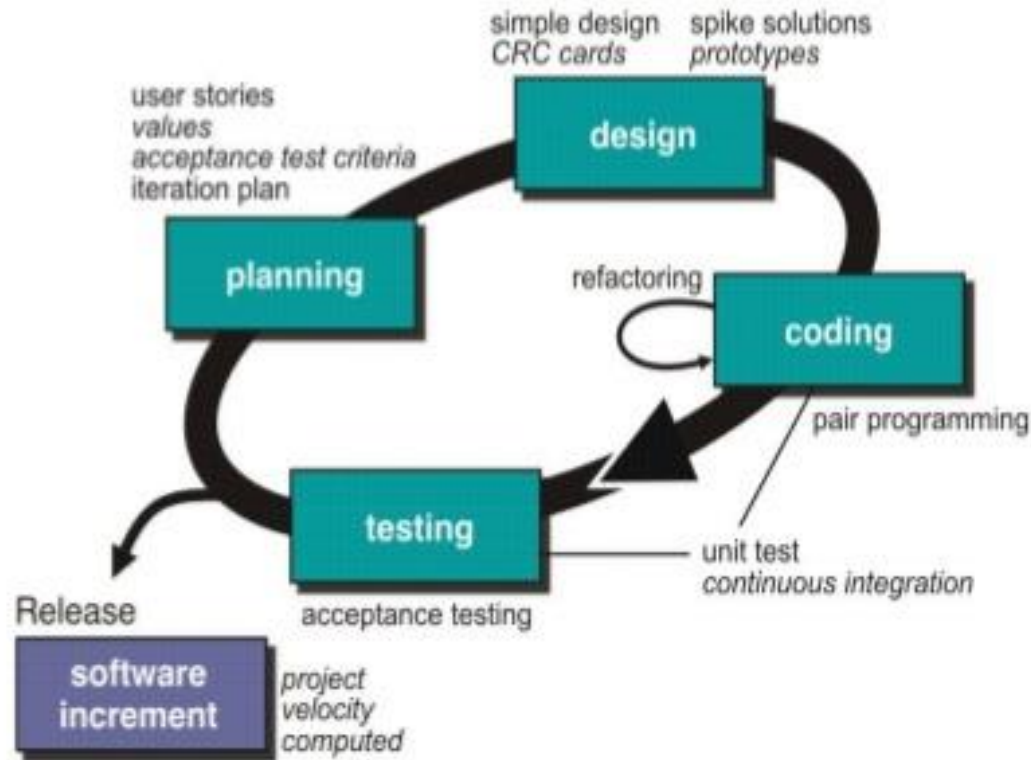 simple design
CRC cards
spike solutions
prototypes
user stories
values
acceptance test criteria
iteration plan
design
planning
refactoring
coding
pair programming
testing
unit test
continuous integration
acceptance testing
Release
software
increment
project
velocity
computed